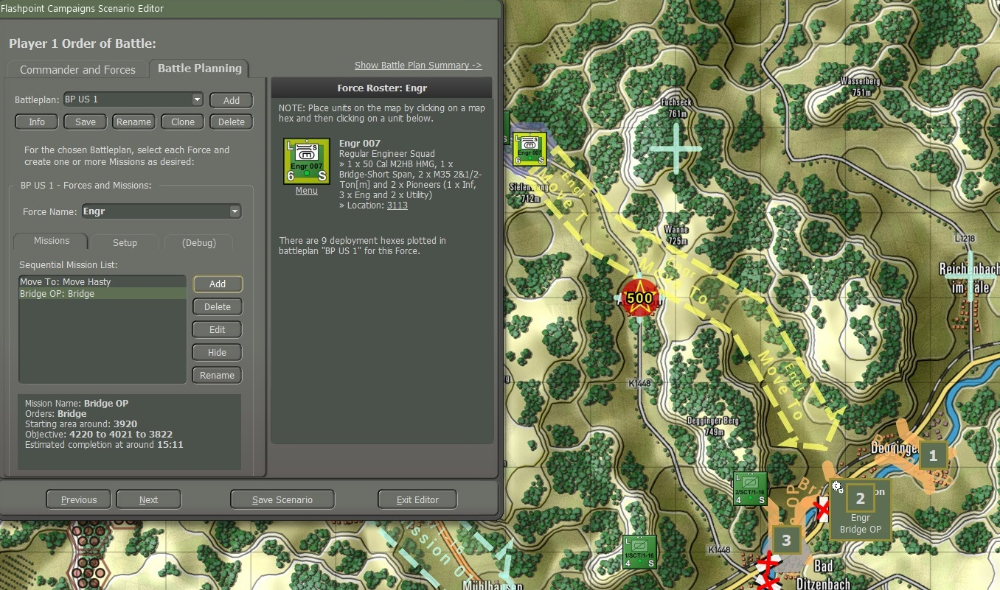 Flashpoint Campaigns Scenario Editor
Player 1 Order of Battle:
Commander and Forces
Battle Planning
Show Battle Plan Summary ->
Battleplan:
BP US 1
Add
Info
Save
Rename
Clone
Delete
For the chosen Battleplan, select each Force and
create one or more Missions as desired:
BP US 1 - Forces and Missions:
Force Name:
Engr
Missions
Setup
(Debug)
Sequential Mission List:
Move To: Move Hasty
Bridge OP: Bridge
Add
Delete
Edit
Hide
Rename
Mission Name: Bridge OP
Orders: Bridge
Starting area around: 3920
Objective: 4220 to 4021 to 3822
Estimated completion at around 15:11
Force Roster: Engr
NOTE: Place units on the map by clicking on a map
hex and then clicking on a unit below.
L S
Engr 007
6 S
Menu
Engr 007
Regular Engineer Squad
» 1 x 50 Cal M2HB HMG, 1 x
Bridge-Short Span, 2 x M35 2&1/2-
Ton[m] and 2 x Pioneers (1 x Inf,
3 x Eng and 2 x Utility)
» Location: 3113
There are 9 deployment hexes plotted in
battleplan "BP US 1" for this Force.
Previous
Next
Save Scenario
Exit Editor
Wasserberg
751m
Fuchseck
761m
L S
Engr 007
6 S
712m
Engr
Move T
Wanne
725m
L1218
Reichenbach
im Täle
Engr
Move To
500
K1448
Engr
Move To
Degginger Berg
749m
Degginge
1
L
2/SCT/1-16
4 S
Bri
OP
on
2
Engr
Bridge OP
3
L
1/SCT/1-16
4 S
K1448
Bad
Ditzenbach
Mühlhausen